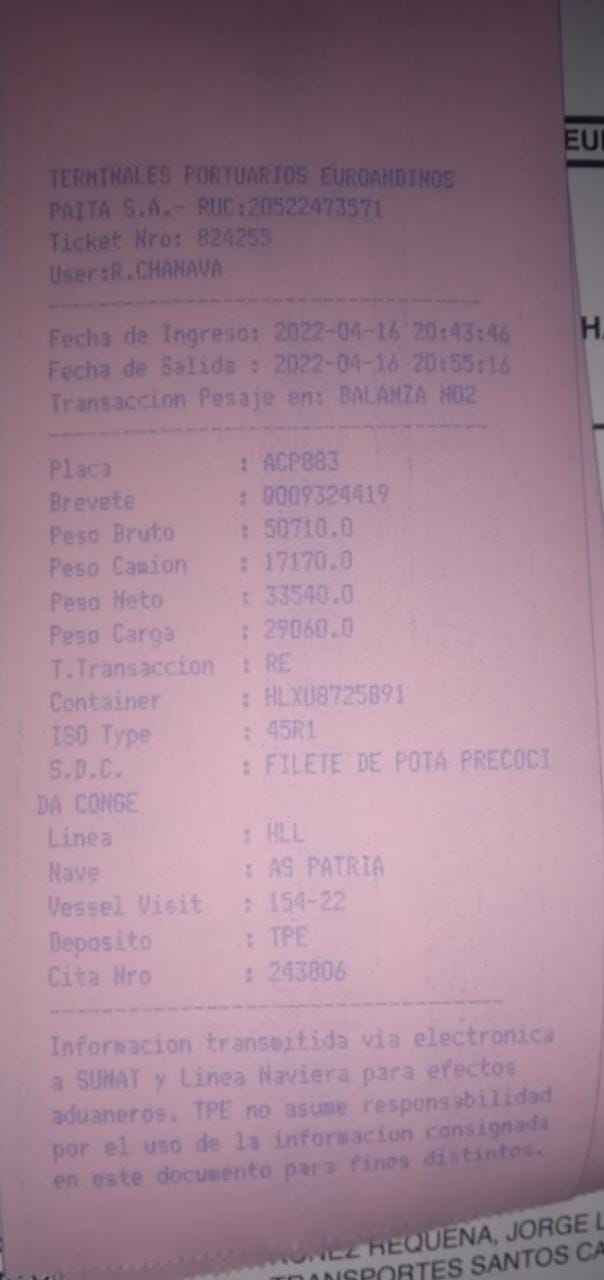 TERMINALES PORTUARIOS EUROANDINOS
PAITA S.A.- RUC:20522473571
Ticket Nro: 824255
User:R.CHANAVA
------------------------------------------
Fecha de Ingreso: 2022-04-16 20:43:46
Fecha de Salida : 2022-04-16 20:55:16
Transaccion Pesaje en: BALANZA NO2
------------------------------------------
Placa : ACP883
Brevete : Q009324419
Peso Bruto : 50710.0
Peso Camion : 17170.0
Peso Neto : 33540.0
Peso Carga : 29060.0
T.Transaccion : RE
Container : HLXU8725891
ISO Type : 45R1
S.D.C. : FILETE DE POTA PRECOCI
DA CONGE
Linea : HLL
Nave : AS PATRIA
Vessel Visit : 154-22
Deposito : TPE
Cita Nro : 243806
------------------------------------------
Informacion transmitida via electronica
a SUNAT y Linea Naviera para efectos
aduaneros. TPE no asume responsabilidad
por el uso de la informacion consignada
en este documento para fines distintos.
REQUENA, JORGE L
TRANSPORTES SANTOS CA